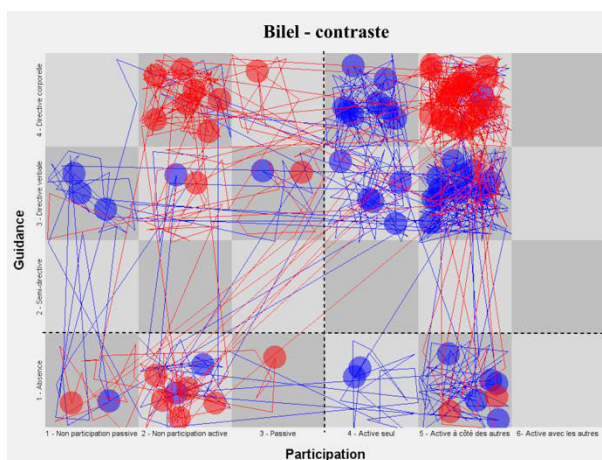 Bilel - contraste
Guidance
4 - Directive corporelle
3 - Directive verbale
2 - Semi-directive
1 - Absence
1 - Non participation passive
2 - Non participation active
3 - Passive
4 - Active seul
5 - Active à côté des autres
6- Active avec les autres
Participation